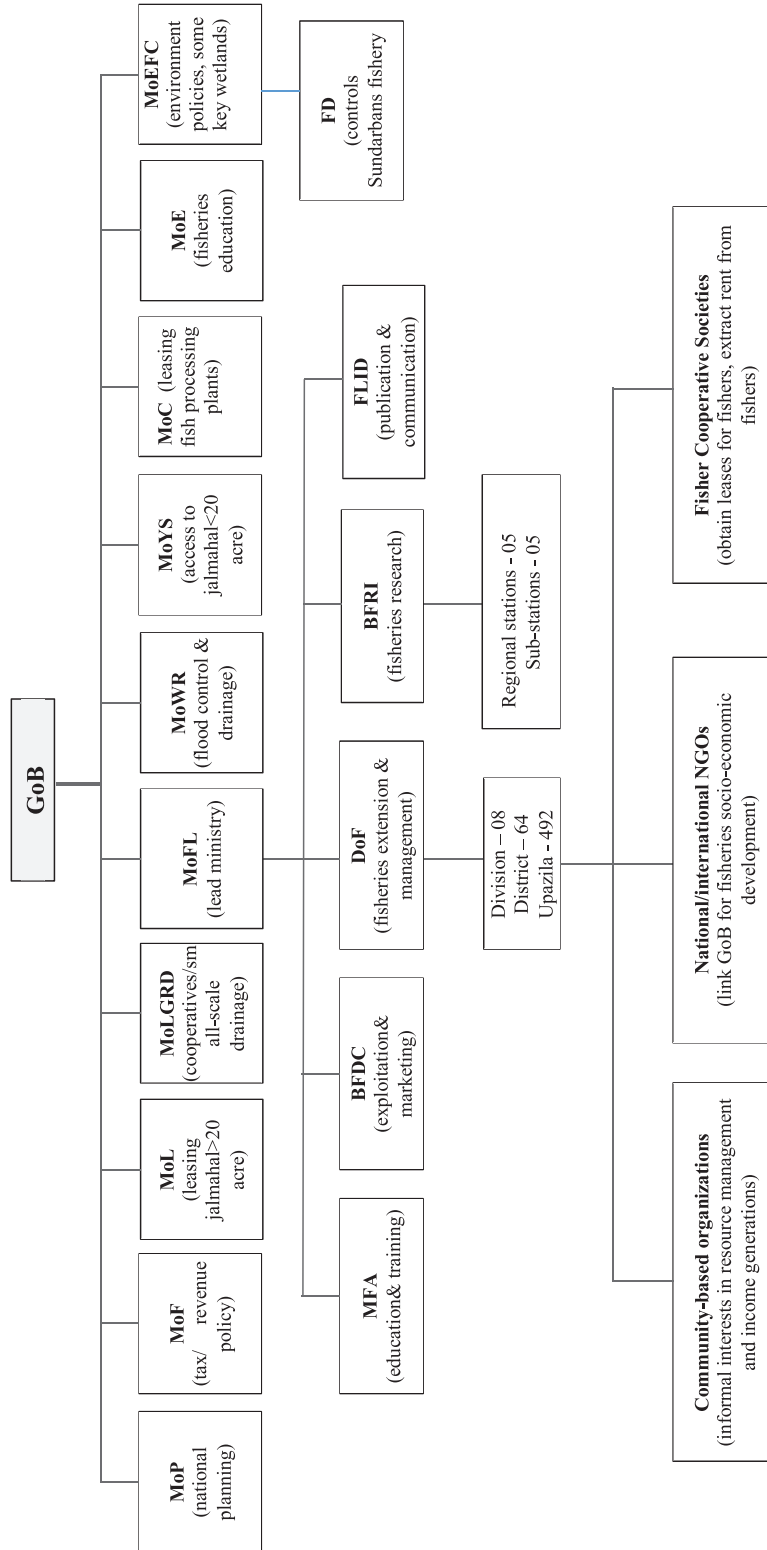 GoB
MoP
(national
planning)
MoF
(tax/ revenue
policy)
MoL
(leasing
jalmahal>20
acre)
MoLGRD
(cooperatives/sm
all-scale
drainage)
MoFL
(lead ministry)
MoWR
(flood control &
drainage)
MoYS
(access to
jalmahal<20
acre)
MoC (leasing
fish processing
plants)
MoE
(fisheries
education)
MoEFC
(environment
policies, some
key wetlands)
MFA
(education& training)
BFDC
(exploitation&
marketing)
DoF
(fisheries extension &
management)
BFRI
(fisheries research)
FLID
(publication &
communication)
FD
(controls
Sundarbans fishery)
Division – 08
District – 64
Upazila - 492
Regional stations - 05
Sub-stations - 05
Community-based organizations
(informal interests in resource management
and income generations)
National/international NGOs
(link GoB for fisheries socio-economic
development)
Fisher Cooperative Societies
(obtain leases for fishers, extract rent from
fishers)